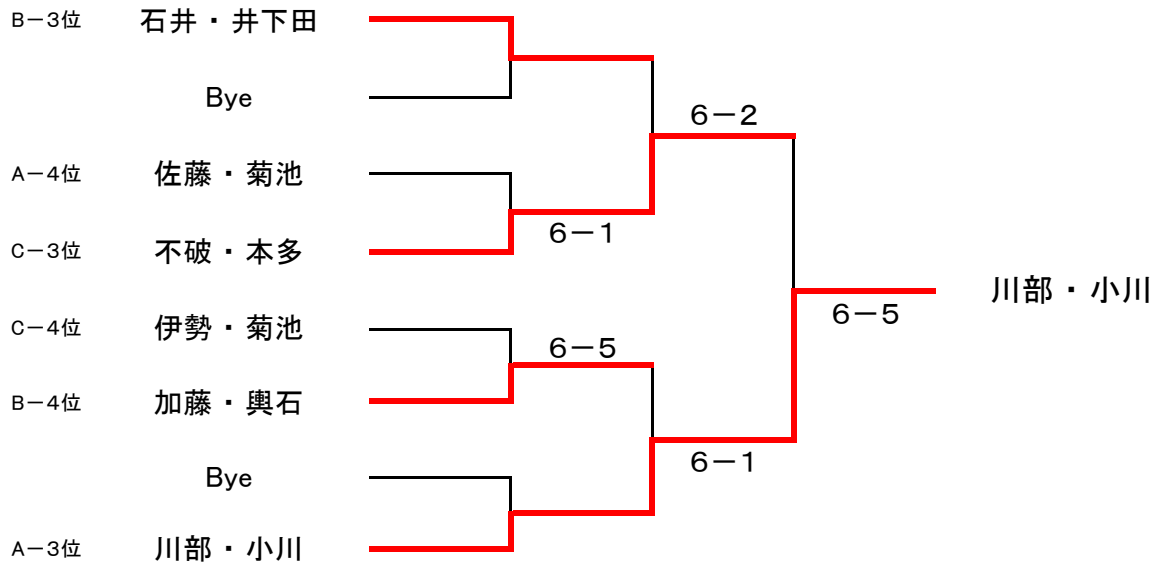 B－3位 石井・井下田
Bye
6－2
A－4位 佐藤・菊池
6－1
C－3位 不破・本多
川部・小川
6－5
C－4位 伊勢・菊池
6－5
B－4位 加藤・輿石
6－1
Bye
A－3位 川部・小川